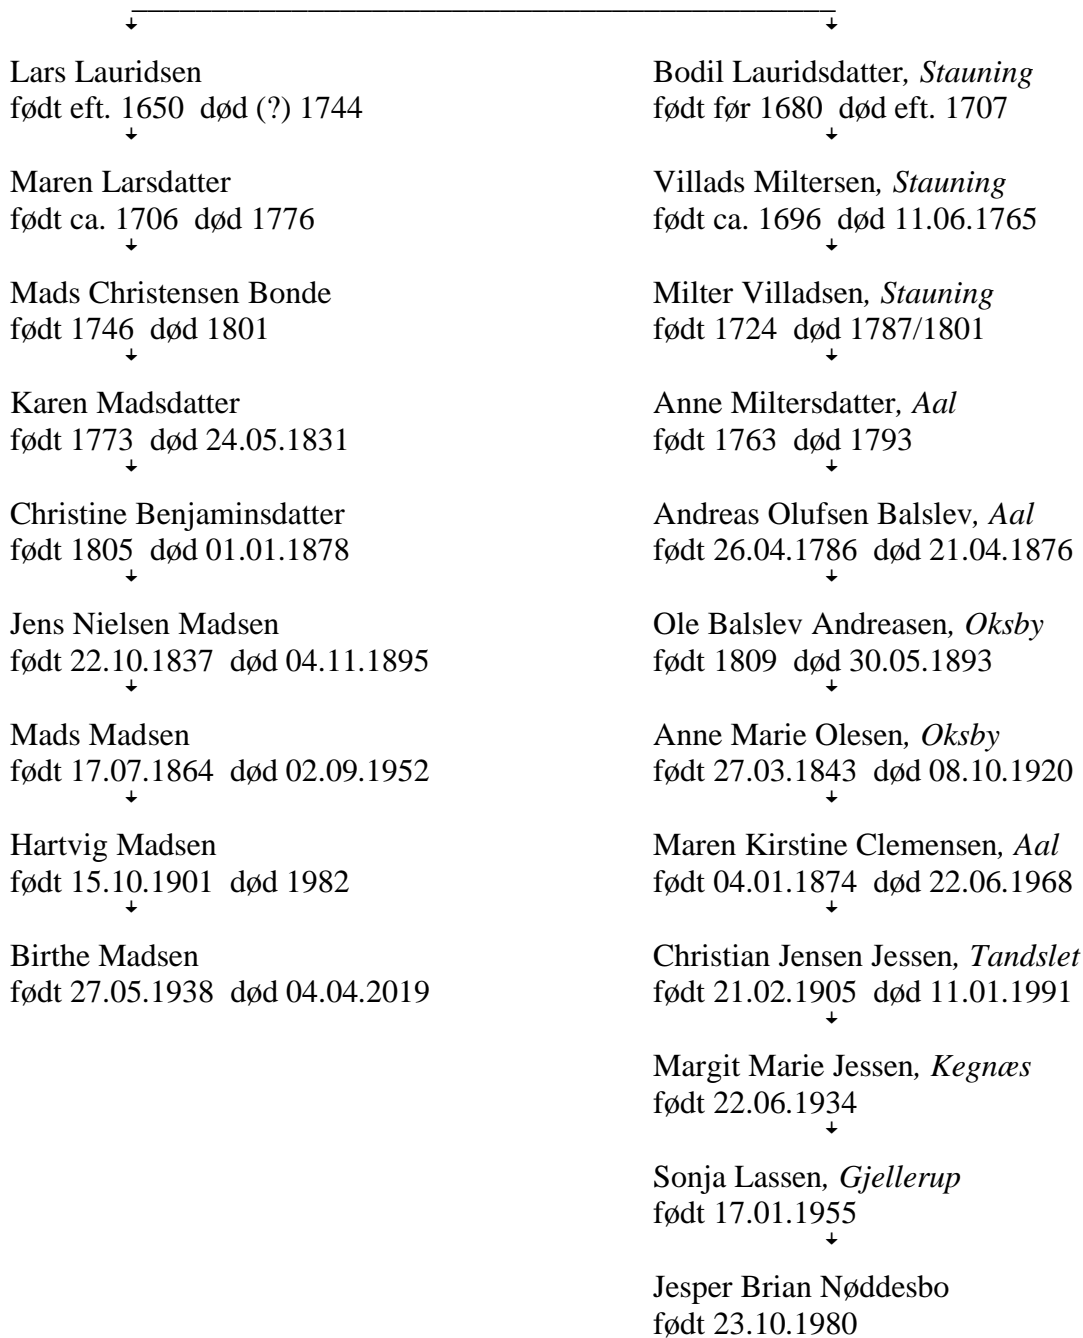 Lars Lauridsen
født eft. 1650  død (?) 1744
Maren Larsdatter
født ca. 1706  død 1776
Mads Christensen Bonde
født 1746  død 1801
Karen Madsdatter
født 1773  død 24.05.1831
Christine Benjaminsdatter
født 1805  død 01.01.1878
Jens Nielsen Madsen
født 22.10.1837  død 04.11.1895
Mads Madsen
født 17.07.1864  død 02.09.1952
Hartvig Madsen
født 15.10.1901  død 1982
Birthe Madsen
født 27.05.1938  død 04.04.2019
Bodil Lauridsdatter, Stauning
født før 1680  død eft. 1707
Villads Miltersen, Stauning
født ca. 1696  død 11.06.1765
Milter Villadsen, Stauning
født 1724  død 1787/1801
Anne Miltersdatter, Aal
født 1763  død 1793
Andreas Olufsen Balslev, Aal
født 26.04.1786  død 21.04.1876
Ole Balslev Andreasen, Oksby
født 1809  død 30.05.1893
Anne Marie Olesen, Oksby
født 27.03.1843  død 08.10.1920
Maren Kirstine Clemensen, Aal
født 04.01.1874  død 22.06.1968
Christian Jensen Jessen, Tandslet
født 21.02.1905  død 11.01.1991
Margit Marie Jessen, Kegnæs
født 22.06.1934
Sonja Lassen, Gjellerup
født 17.01.1955
Jesper Brian Nøddesbo
født 23.10.1980